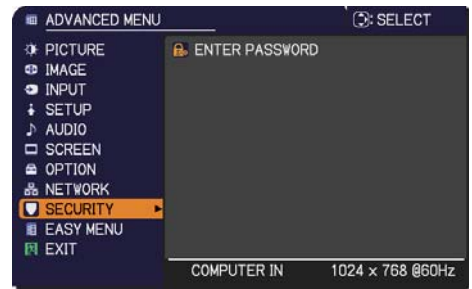 ADVANCED MENU : SELECT
PICTURE
IMAGE
INPUT
SETUP
AUDIO
SCREEN
OPTION
NETWORK
SECURITY
EASY MENU
EXIT
ENTER PASSWORD
COMPUTER IN 1024 x 768 @60Hz